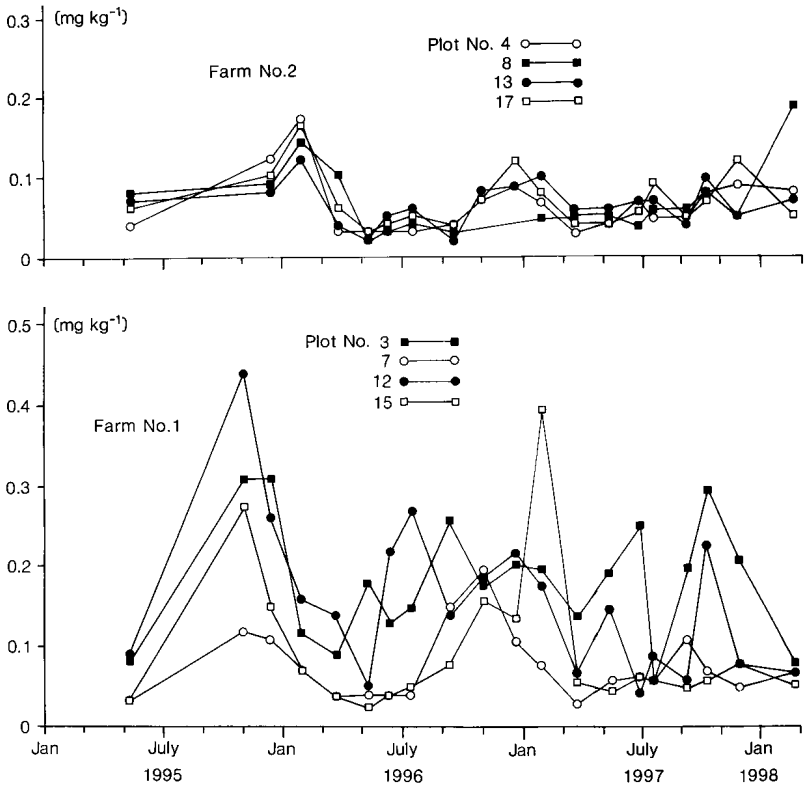 0.3
(mg kg⁻¹)
Farm No.2
Plot No. 4
8
13
17
0.2
0.1
0
0.5
(mg kg⁻¹)
Farm No.1
Plot No. 3
7
12
15
0.4
0.3
0.2
0.1
0
Jan July Jan July Jan July Jan
1995 1996 1997 1998